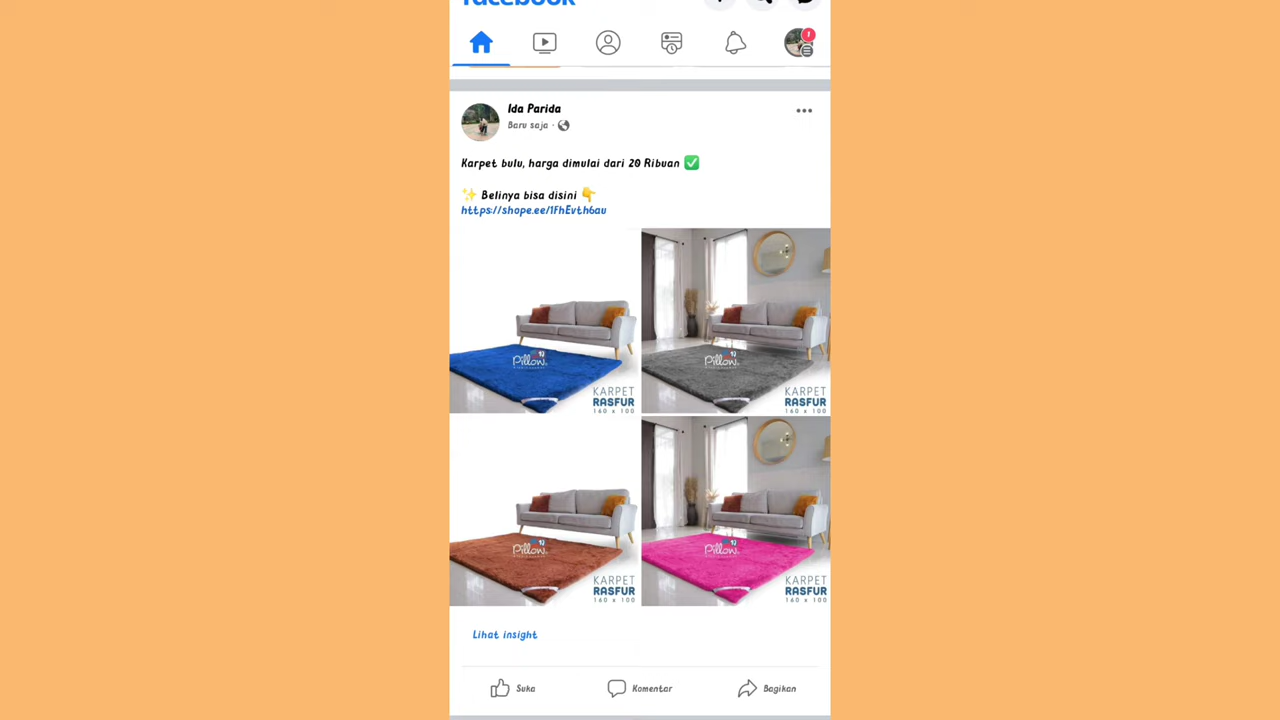 facebook
1
Ida Parida
Baru saja ·
Karpet bulu, harga dimulai dari 20 Ribuan ✅
✨ Belinya bisa disini 👇
https://shope.ee/1FhEvth6au
Pillow
KARPET
RASFUR
160 x 100
Pillow
KARPET
RASFUR
160 x 100
Pillow
KARPET
RASFUR
160 x 100
Pillow
KARPET
RASFUR
160 x 100
Lihat insight
Suka
Komentar
Bagikan